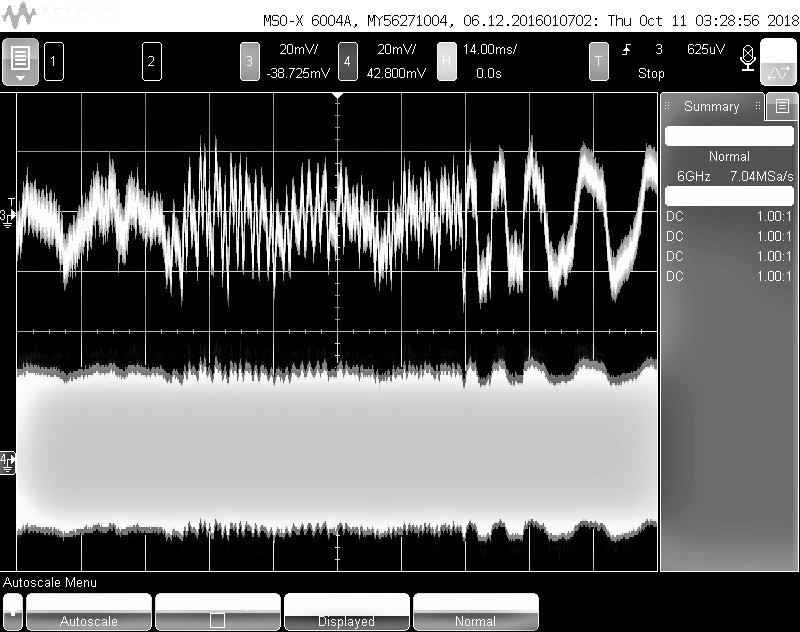 KEYSIGHT
MSO-X 6004A, MY56271004, 06.12.2016010702: Thu Oct 11 03:28:56 2018
1 2 3 20mV/ -38.725mV 4 20mV/ 42.800mV H 14.00ms/ 0.0s T 3 625uV Stop
Summary
Normal
6GHz 7.04MSa/s
DC 1.00:1
DC 1.00:1
DC 1.00:1
DC 1.00:1
T
3
4
Autoscale Menu
Autoscale
Displayed
Normal